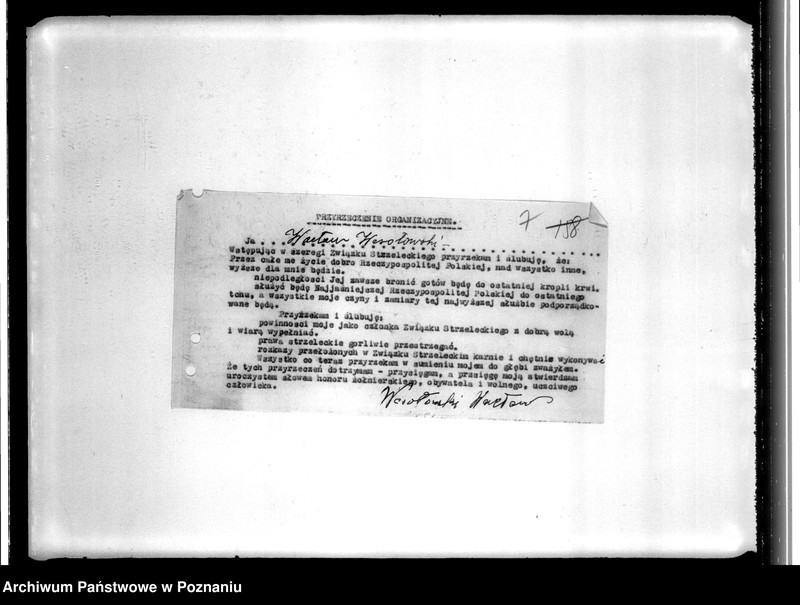 PRZYRZECZENIE ORGANIZACYJNE.
7 158
Ja . . . Wacław Wesołowski
Wstępując w szeregi Związku Strzeleckiego przyrzekam i ślubuję, że:
Przez całe me życie dobro Rzeczypospolitej Polskiej, nad wszystko inne,
wyższe dla mnie będzie.
niepodległości Jej zawsze bronić gotów będę do ostatniej kropli krwi.
służyć będę Najjaśniejszej Rzeczypospolitej Polskiej do ostatniego
tchu, a wszystkie moje czyny i zamiary tej najwyższej służbie podporządko-
wane będą.
Przyrzekam i ślubuję:
powinności moje jako członka Związku Strzeleckiego z dobrą wolą
i wiarą wypełniać.
prawa strzeleckie gorliwie przestrzegać,
rozkazy przełożonych w Związku Strzeleckim karnie i chętnie wykonywać
Wszystko co teraz przyrzekam w sumieniu mojem do głębi zważyłem.
Że tych przyrzeczeń dotrzymam - przysięgam, a przysięgę moją stwierdzam
uroczystem słowem honoru żołnierskiego, obywatela i wolnego, uczciwego
człowieka.
Wesołowski Wacław
Archiwum Państwowe w Poznaniu